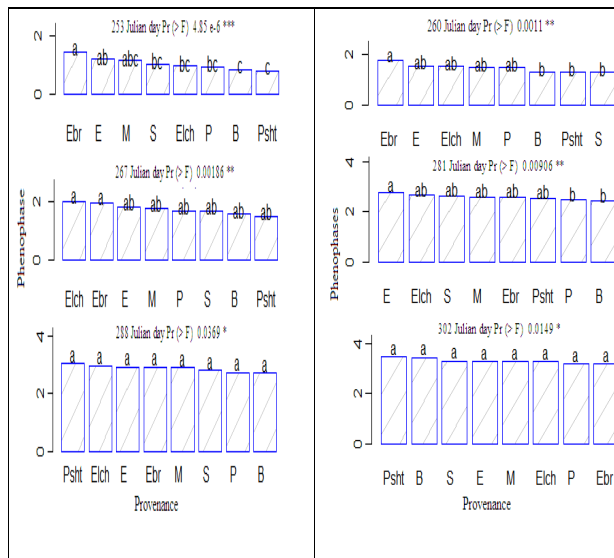 253 Julian day Pr (> F) 4.85 e-6 ***
2
0
a ab abc abc bc bc c c
Ebr E M S Elch P B Psht
267 Julian day Pr (> F) 0.00186 **
2
0
a a ab ab ab ab ab ab
Elch Ebr E M P S B Psht
Phenophase
288 Julian day Pr (> F) 0.0369 *
4
2
0
a a a a a a a a
Psht Elch E Ebr M S P B
Provenance
260 Julian day Pr (> F) 0.0011 **
2
0
a ab ab ab ab b b b
Ebr E Elch M P B Psht S
281 Julian day Pr (> F) 0.00906 **
4
2
0
a ab ab ab ab ab b b
E Elch S M Ebr Psht P B
Phenophases
302 Julian day Pr (> F) 0.0149 *
4
2
0
a a a a a a a a
Psht B S E M Elch P Ebr
Provenance